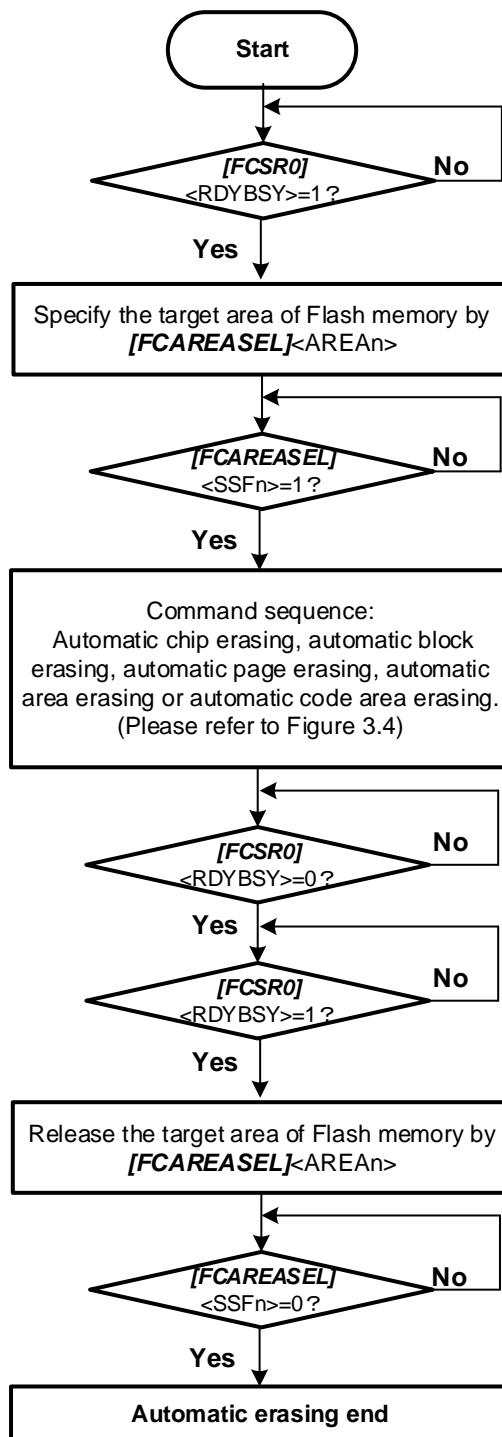 Start
[FCSR0]
<RDYBSY>=1?
No
Yes
Specify the target area of Flash memory by
[FCAREASEL]<AREAn>
[FCAREASEL]
<SSFn>=1?
No
Yes
Command sequence:
Automatic chip erasing, automatic block
erasing, automatic page erasing, automatic
area erasing or automatic code area erasing.
(Please refer to Figure 3.4)
[FCSR0]
<RDYBSY>=0?
No
Yes
[FCSR0]
<RDYBSY>=1?
No
Yes
Release the target area of Flash memory by
[FCAREASEL]<AREAn>
[FCAREASEL]
<SSFn>=0?
No
Yes
Automatic erasing end